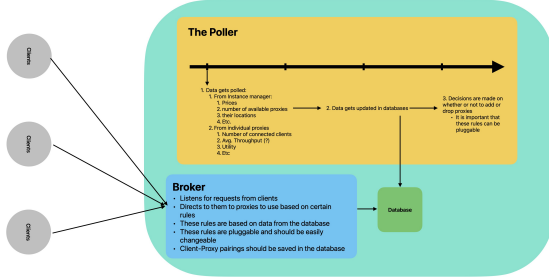 The Poller
Clients
Clients
Clients
1. Data gets polled:
1. From Instance manager:
1. Prices
2. number of available proxies
3. their locations
4. Etc.
2. From individual proxies
1. Number of connected clients
2. Avg. Throughput (?)
3. Utility
4. Etc
2. Data gets updated in databases
3. Decisions are made on
whether or not to add or
drop proxies
• It is important that
these rules can be
pluggable
Broker
• Listens for requests from clients
• Directs to them to proxies to use based on certain
rules
• These rules are based on data from the database
• These rules are pluggable and should be easily
changeable
• Client-Proxy pairings should be saved in the database
Database